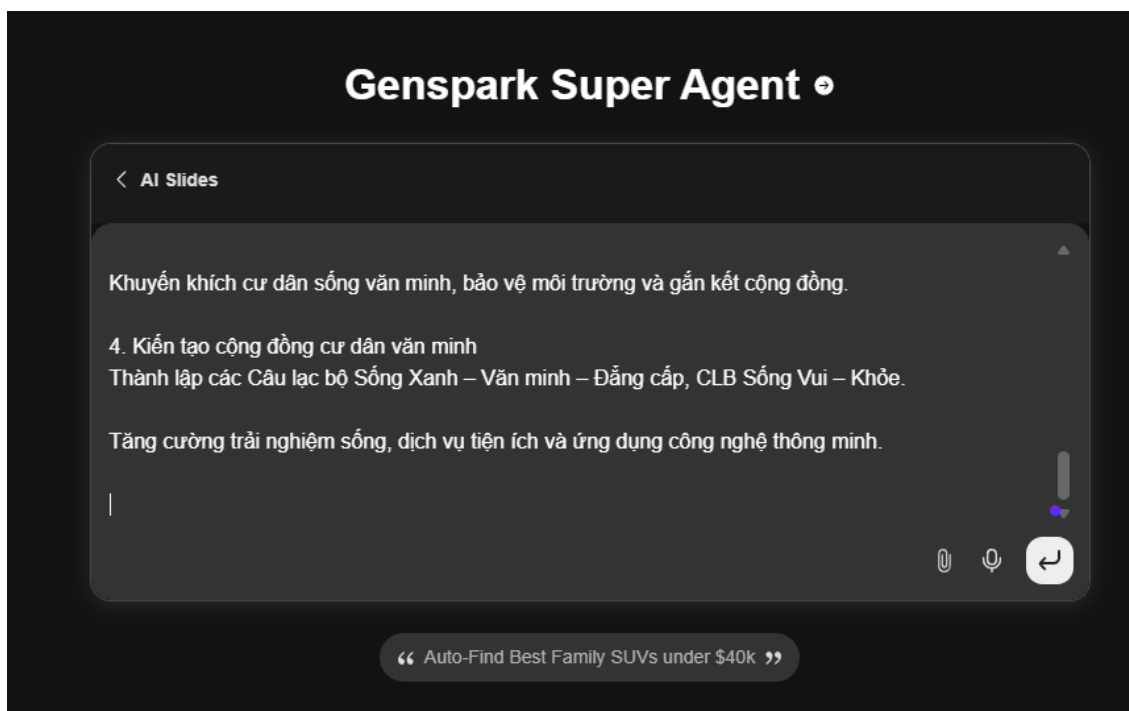 Genspark Super Agent
AI Slides
Khuyến khích cư dân sống văn minh, bảo vệ môi trường và gắn kết cộng đồng.
4. Kiến tạo cộng đồng cư dân văn minh
Thành lập các Câu lạc bộ Sống Xanh – Văn minh – Đẳng cấp, CLB Sống Vui – Khỏe.
Tăng cường trải nghiệm sống, dịch vụ tiện ích và ứng dụng công nghệ thông minh.
“ Auto-Find Best Family SUVs under $40k ”